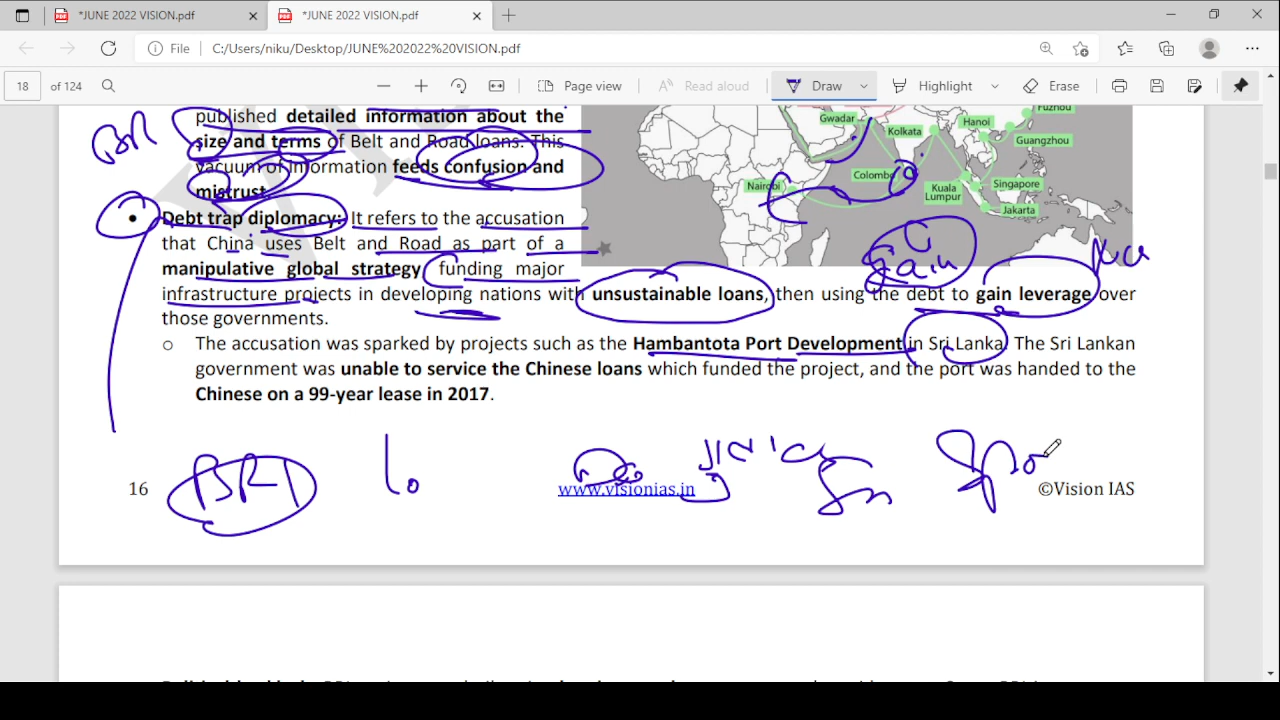 *JUNE 2022 VISION.pdf
*JUNE 2022 VISION.pdf
File
C:/Users/niku/Desktop/JUNE%202022%20VISION.pdf
18 of 124
Page view
Read aloud
Draw
Highlight
Erase
published detailed information about the
size and terms of Belt and Road loans. This
vacuum of information feeds confusion and
mistrust.
• Debt trap diplomacy: It refers to the accusation
that China uses Belt and Road as part of a
manipulative global strategy funding major
infrastructure projects in developing nations with unsustainable loans, then using the debt to gain leverage over
those governments.
Gwadar
Kolkata
Hanoi
Fuzhou
Guangzhou
Nairobi
Colombo
Kuala
Lumpur
Singapore
Jakarta
gain
o The accusation was sparked by projects such as the Hambantota Port Development in Sri Lanka. The Sri Lankan
government was unable to service the Chinese loans which funded the project, and the port was handed to the
Chinese on a 99-year lease in 2017.
BRI
16
www.visionias.in
©Vision IAS